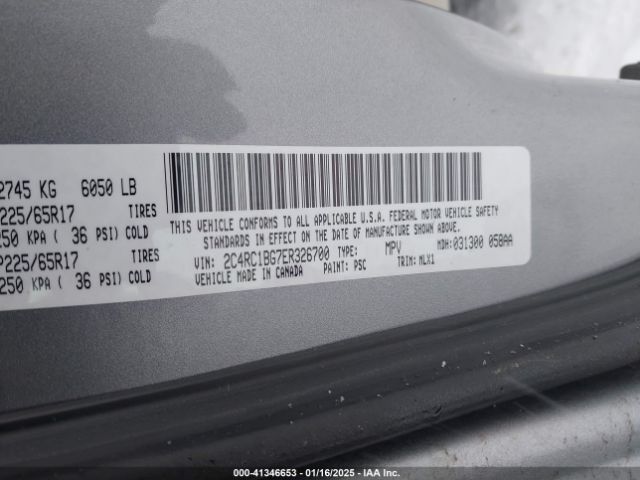 2745 KG 6050 LB
225/65R17 TIRES
250 KPA ( 36 PSI) COLD
P225/65R17 TIRES
250 KPA ( 36 PSI) COLD
THIS VEHICLE CONFORMS TO ALL APPLICABLE U.S.A. FEDERAL MOTOR VEHICLE SAFETY
STANDARDS IN EFFECT ON THE DATE OF MANUFACTURE SHOWN ABOVE.
VIN: 2C4RC1BG7ER326700 TYPE: MPV MDH: 031300 058AA
VEHICLE MADE IN CANADA PAINT: PSC TRIM: MLX1
000-41346653 - 01/16/2025 - IAA Inc.